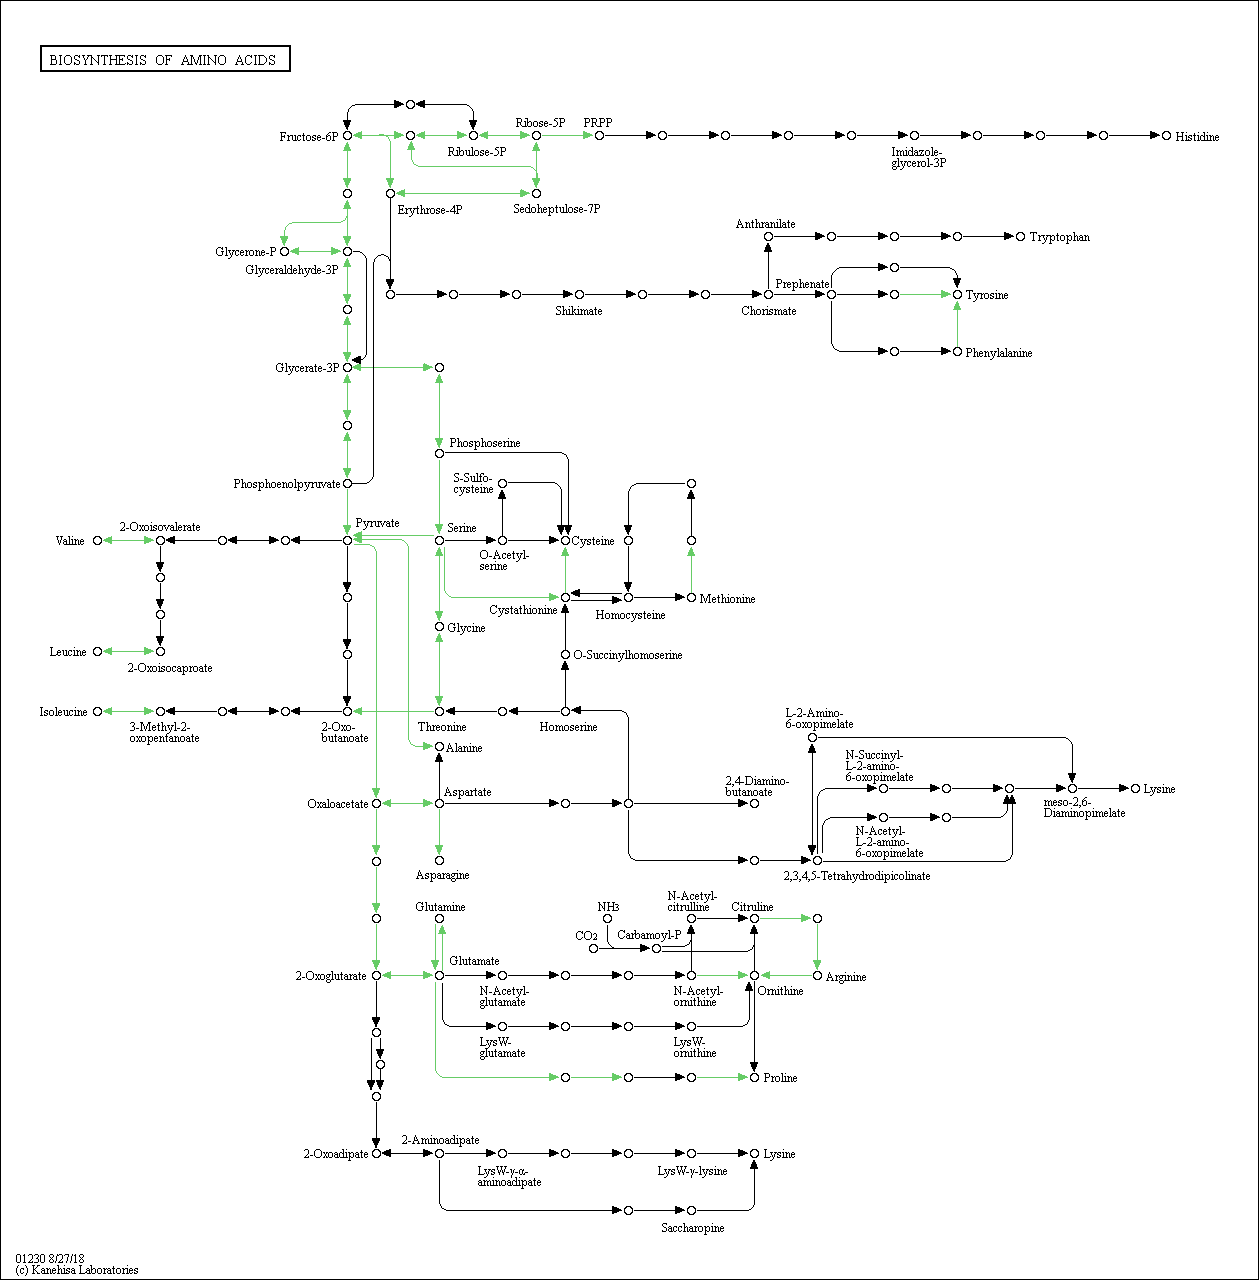 BIOSYNTHESIS OF AMINO ACIDS
Ribose-5P
PRPP
Fructose-6P
Histidine
Ribulose-5P
Imidazole-
glycerol-3P
Erythrose-4P
Sedoheptulose-7P
Anthranilate
Tryptophan
Glycerone-P
Glyceraldehyde-3P
Prephenate
Tyrosine
Shikimate
Chorismate
Phenylalanine
Glycerate-3P
Phosphoserine
S-Sulfo-
cysteine
Phosphoenolpyruvate
2-Oxoisovalerate
Pyruvate
Serine
Valine
Cysteine
O-Acetyl-
serine
Cystathionine
Homocysteine
Methionine
Glycine
Leucine
2-Oxoisocaproate
O-Succinylhomoserine
Isoleucine
3-Methyl-2-
oxopentanoate
2-Oxo-
butanoate
Threonine
Homoserine
L-2-Amino-
6-oxopimelate
Alanine
N-Succinyl-
L-2-amino-
6-oxopimelate
2,4-Diamino-
butanoate
Aspartate
Oxaloacetate
Lysine
meso-2,6-
Diaminopimelate
N-Acetyl-
L-2-amino-
6-oxopimelate
Asparagine
2,3,4,5-Tetrahydrodipicolinate
Glutamine
NH3
N-Acetyl-
citrulline
Citruline
CO2
Carbamoyl-P
Glutamate
2-Oxoglutarate
N-Acetyl-
glutamate
N-Acetyl-
ornithine
Ornithine
Arginine
LysW-
glutamate
LysW-
ornithine
Proline
2-Aminoadipate
2-Oxoadipate
Lysine
LysW-γ-α-
aminoadipate
LysW-γ-lysine
Saccharopine
01230 8/27/18
(c) Kanehisa Laboratories